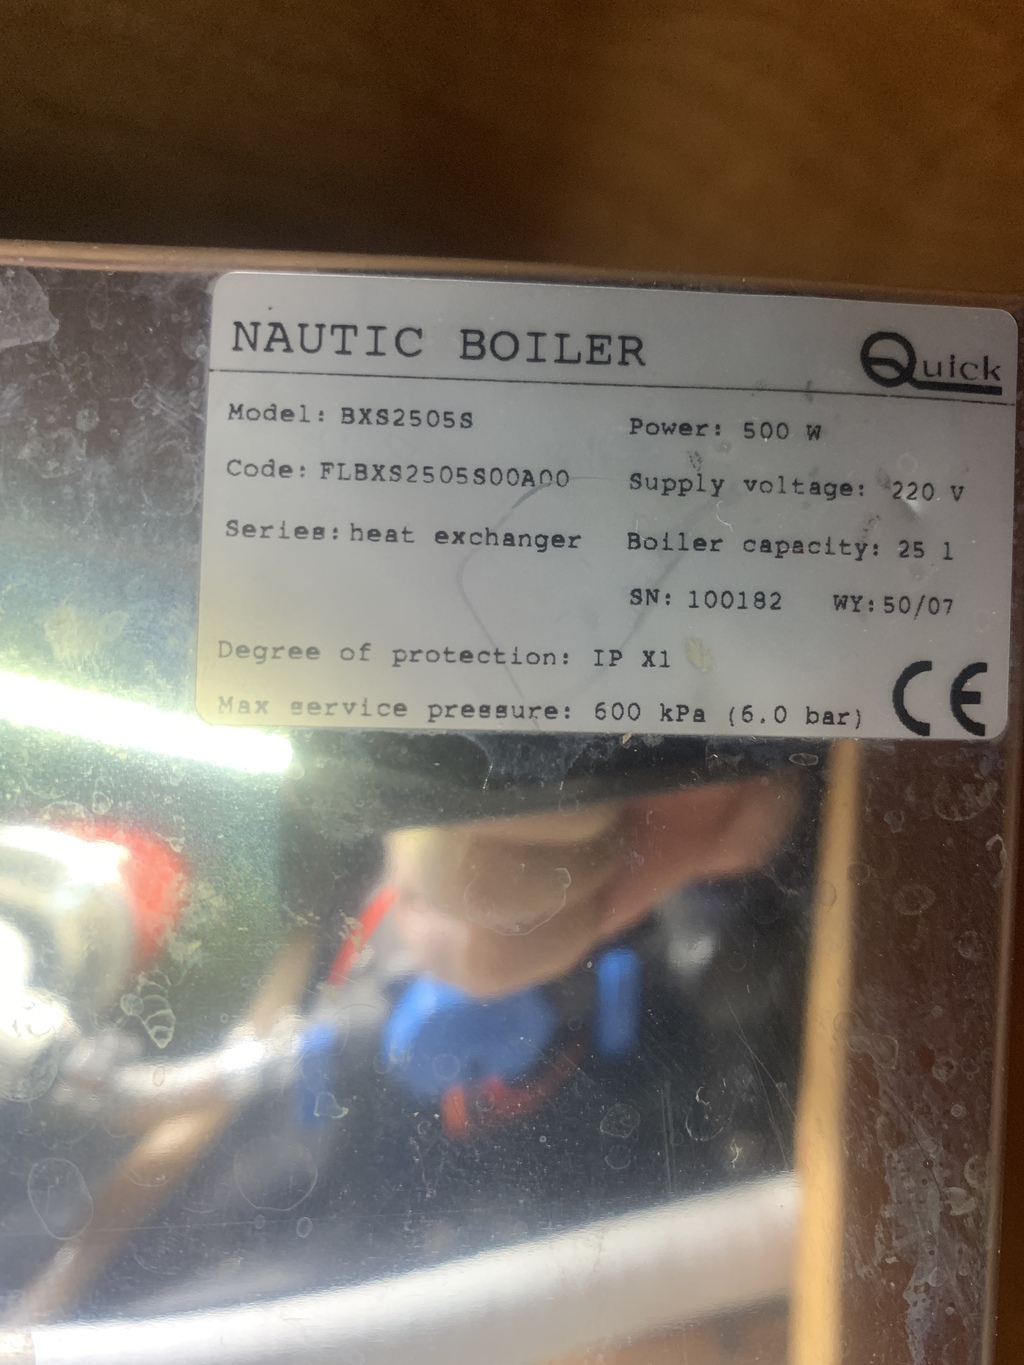 NAUTIC BOILER Quick
Model: BXS2505S Power: 500 W
Code: FLBXS2505S00A00 Supply voltage: 220 V
Series: heat exchanger Boiler capacity: 25 l
SN: 100182 WY: 50/07
Degree of protection: IP X1
Max service pressure: 600 kPa (6.0 bar) CE